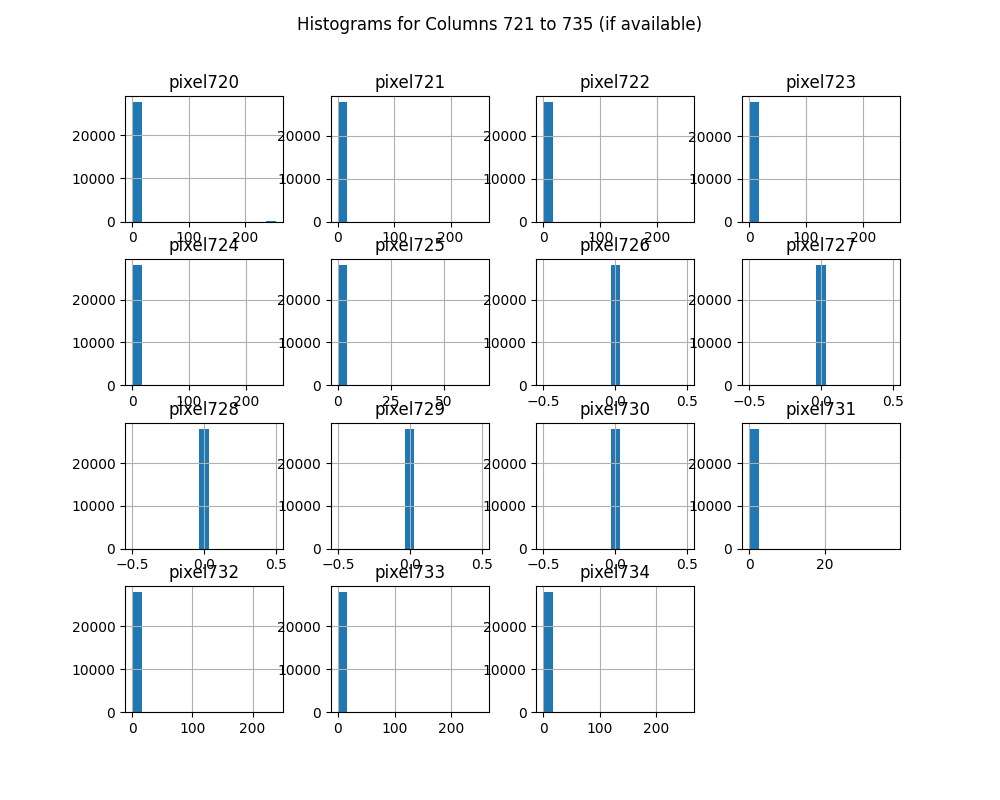 Histograms for Columns 721 to 735 (if available)
pixel720 pixel721 pixel722 pixel723
20000 20000 20000 20000
10000 10000 10000 10000
0 0 0 0
0 100 200 0 100 200 0 100 200 0 100 200
pixel724 pixel725 pixel726 pixel727
20000 20000 20000 20000
10000 10000 10000 10000
0 0 0 0
0 100 200 0 25 50 −0.5 0.0 0.5 −0.5 0.0 0.5
pixel728 pixel729 pixel730 pixel731
20000 20000 20000 20000
10000 10000 10000 10000
0 0 0 0
−0.5 0.0 0.5 −0.5 0.0 0.5 −0.5 0.0 0.5 0 20
pixel732 pixel733 pixel734
20000 20000 20000
10000 10000 10000
0 0 0
0 100 200 0 100 200 0 100 200